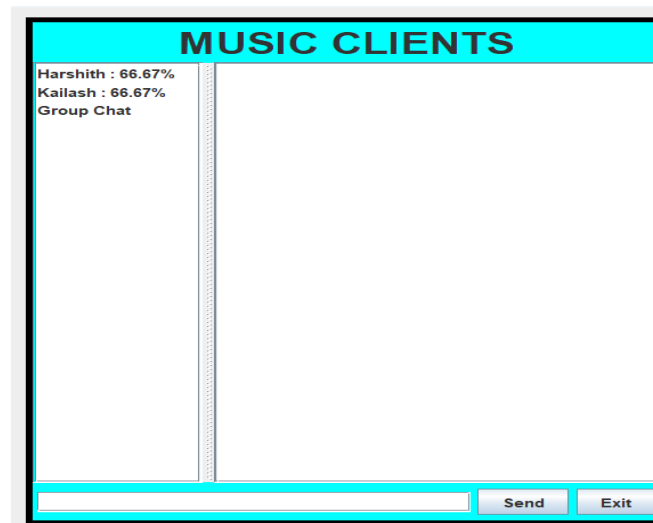 MUSIC CLIENTS
Harshith : 66.67%
Kailash : 66.67%
Group Chat
Send
Exit